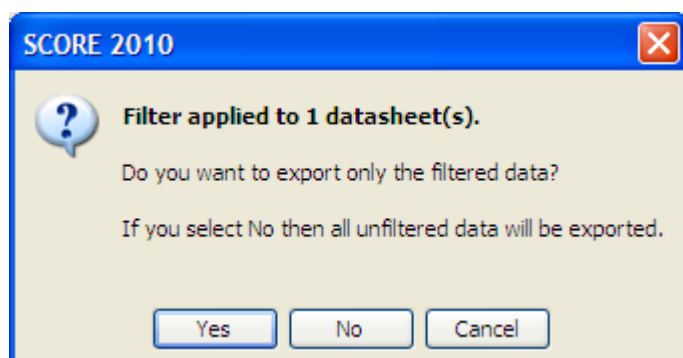 SCORE 2010
Filter applied to 1 datasheet(s).
Do you want to export only the filtered data?
If you select No then all unfiltered data will be exported.
Yes No Cancel